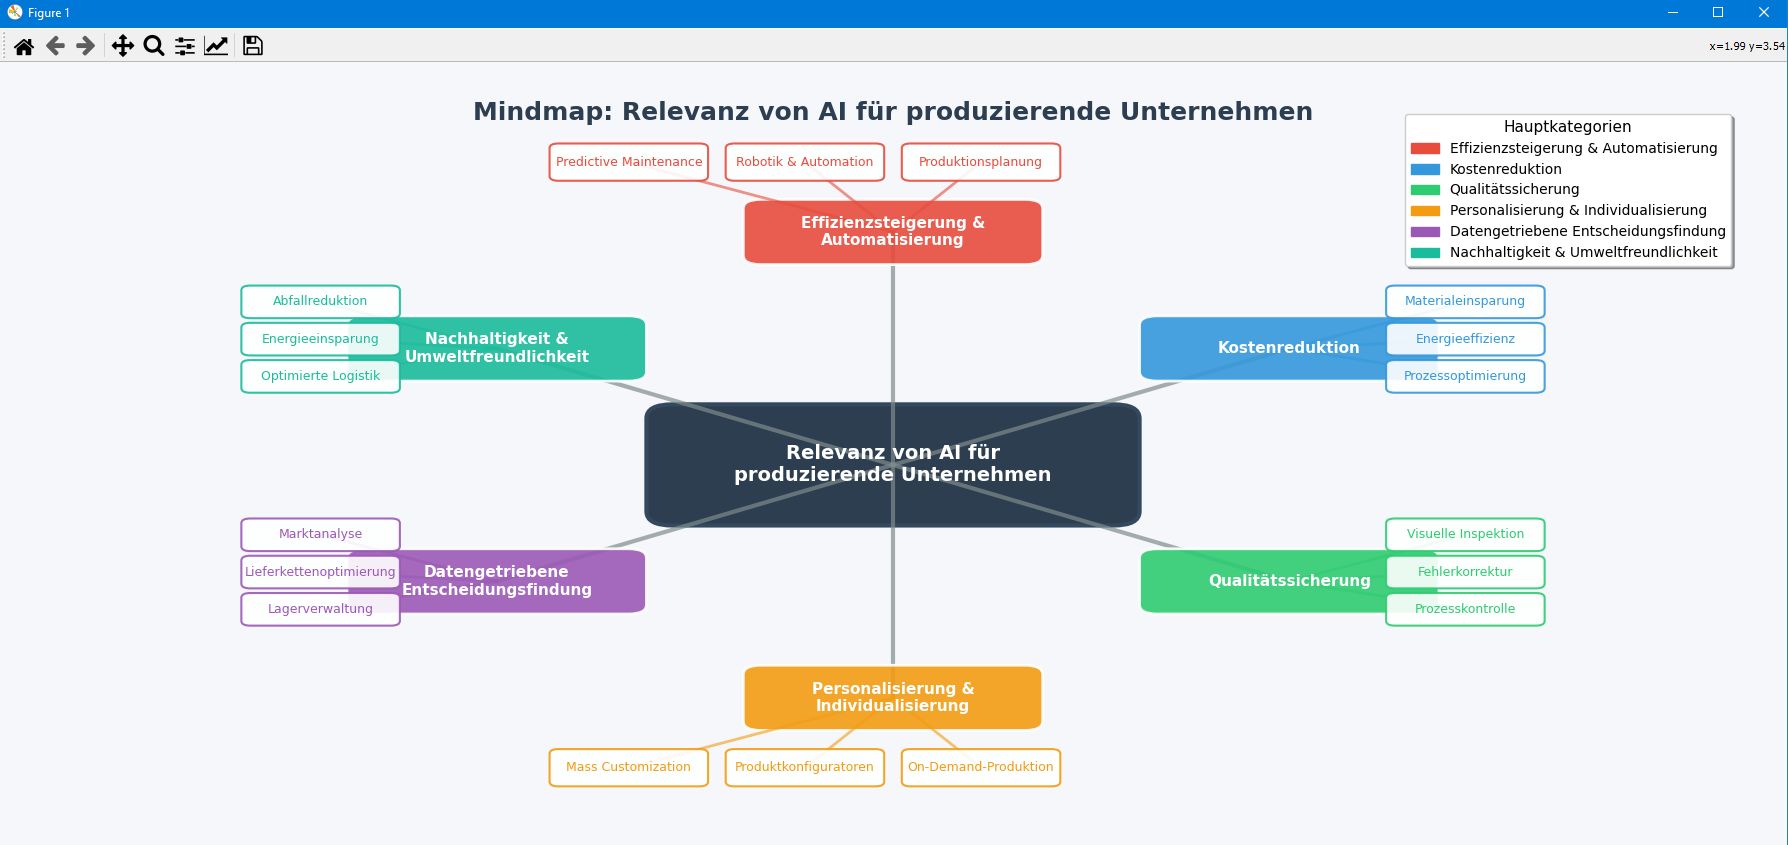 Figure 1
x=1.99 y=3.54
Mindmap: Relevanz von AI für produzierende Unternehmen
Hauptkategorien
Effizienzsteigerung & Automatisierung
Kostenreduktion
Qualitätssicherung
Personalisierung & Individualisierung
Datengetriebene Entscheidungsfindung
Nachhaltigkeit & Umweltfreundlichkeit
Predictive Maintenance
Robotik & Automation
Produktionsplanung
Effizienzsteigerung &
Automatisierung
Abfallreduktion
Energieeinsparung
Optimierte Logistik
Nachhaltigkeit &
Umweltfreundlichkeit
Kostenreduktion
Materialeinsparung
Energieeffizienz
Prozessoptimierung
Relevanz von AI für
produzierende Unternehmen
Marktanalyse
Lieferkettenoptimierung
Lagerverwaltung
Datengetriebene
Entscheidungsfindung
Qualitätssicherung
Visuelle Inspektion
Fehlerkorrektur
Prozesskontrolle
Personalisierung &
Individualisierung
Mass Customization
Produktkonfiguratoren
On-Demand-Produktion